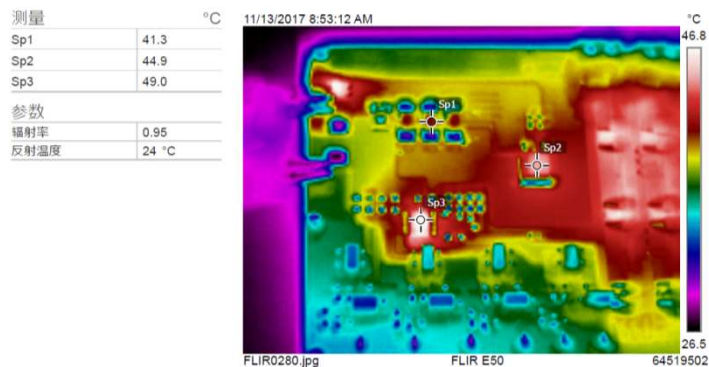 测量 °C
Sp1 41.3
Sp2 44.9
Sp3 49.0
参数
辐射率 0.95
反射温度 24 °C
11/13/2017 8:53:12 AM
°C
46.8
Sp1
Sp2
Sp3
26.5
FLIR0280.jpg FLIR E50 64519502